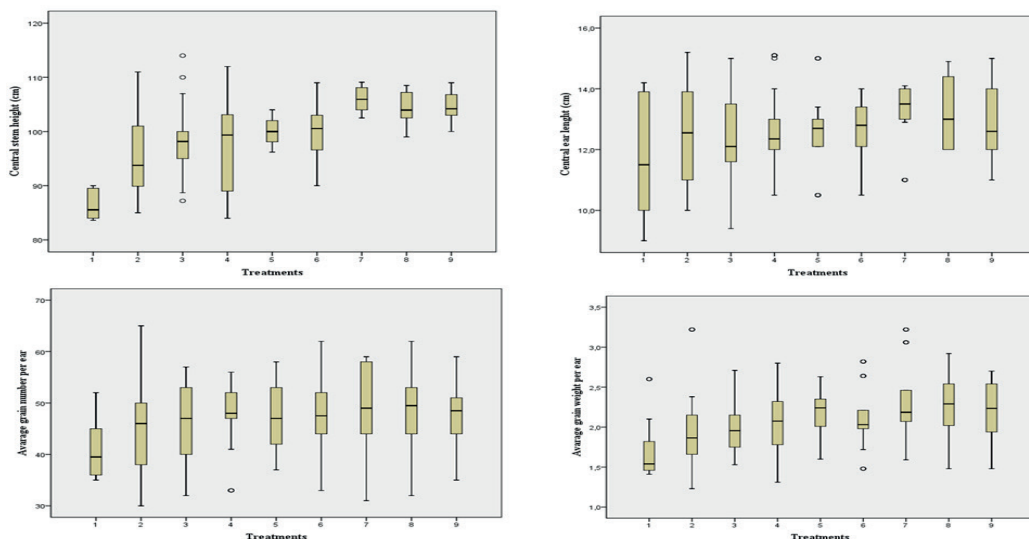 Central stem height (cm)
120
110
100
90
80
1 2 3 4 5 6 7 8 9
Treatments
Central ear lenght (cm)
16,0
14,0
12,0
10,0
1 2 3 4 5 6 7 8 9
Treatments
Avarage grain number per ear
70
60
50
40
30
1 2 3 4 5 6 7 8 9
Treatments
Avarage grain weight per ear
3,5
3,0
2,5
2,0
1,5
1,0
1 2 3 4 5 6 7 8 9
Treatments